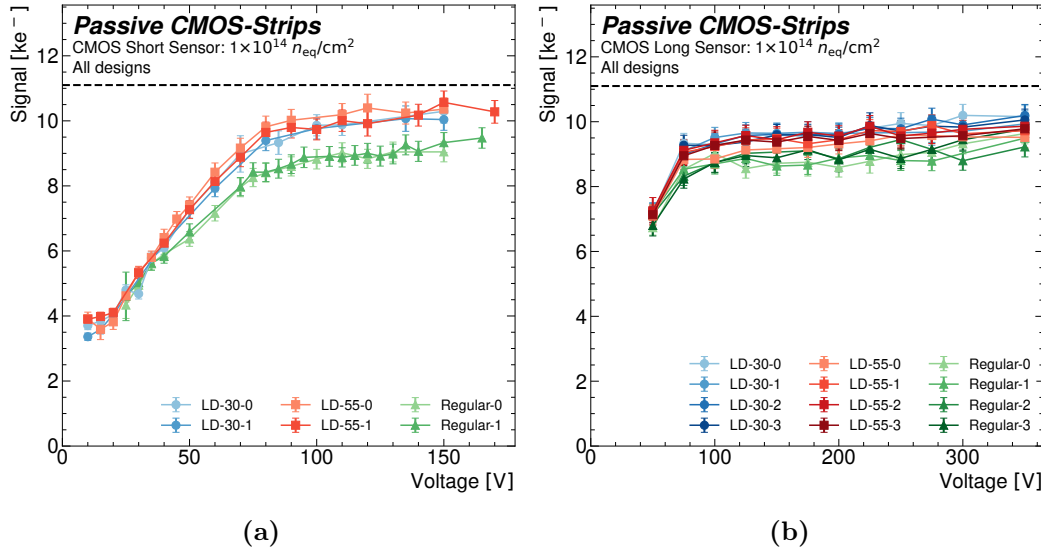 Passive CMOS-Strips
CMOS Short Sensor: 1×10¹⁴ n_eq/cm²
All designs
Signal [ke⁻]
12
10
8
6
4
2
0
LD-30-0 LD-55-0 Regular-0
LD-30-1 LD-55-1 Regular-1
0 50 100 150
Voltage [V]
(a)
Passive CMOS-Strips
CMOS Long Sensor: 1×10¹⁴ n_eq/cm²
All designs
Signal [ke⁻]
12
10
8
6
4
2
0
LD-30-0 LD-55-0 Regular-0
LD-30-1 LD-55-1 Regular-1
LD-30-2 LD-55-2 Regular-2
LD-30-3 LD-55-3 Regular-3
0 100 200 300
Voltage [V]
(b)